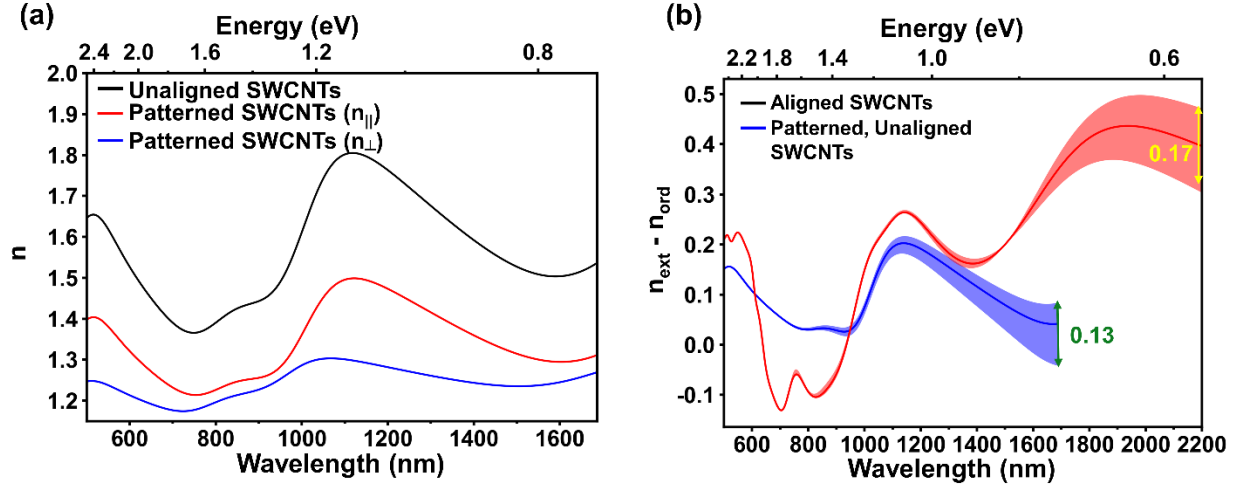 (a)
Energy (eV)
2.4 2.0 1.6 1.2 0.8
2.0
1.9
1.8
1.7
1.6
1.5
1.4
1.3
1.2
n
Unaligned SWCNTs
Patterned SWCNTs (n||)
Patterned SWCNTs (n⊥)
600 800 1000 1200 1400 1600
Wavelength (nm)
(b)
Energy (eV)
2.2 1.8 1.4 1.0 0.6
0.5
0.4
0.3
0.2
0.1
0.0
-0.1
next - nord
Aligned SWCNTs
Patterned, Unaligned
SWCNTs
0.17
0.13
600 800 1000 1200 1400 1600 1800 2000 2200
Wavelength (nm)